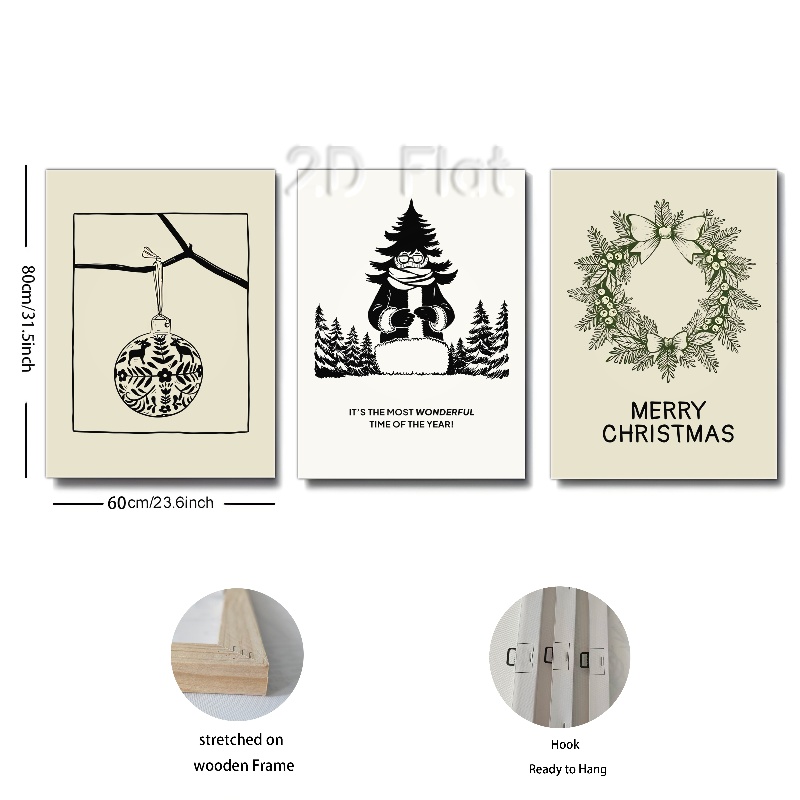 2D Flat
80cm/31.5inch
IT'S THE MOST WONDERFUL
TIME OF THE YEAR!
MERRY
CHRISTMAS
60cm/23.6inch
stretched on
wooden Frame
Hook
Ready to Hang